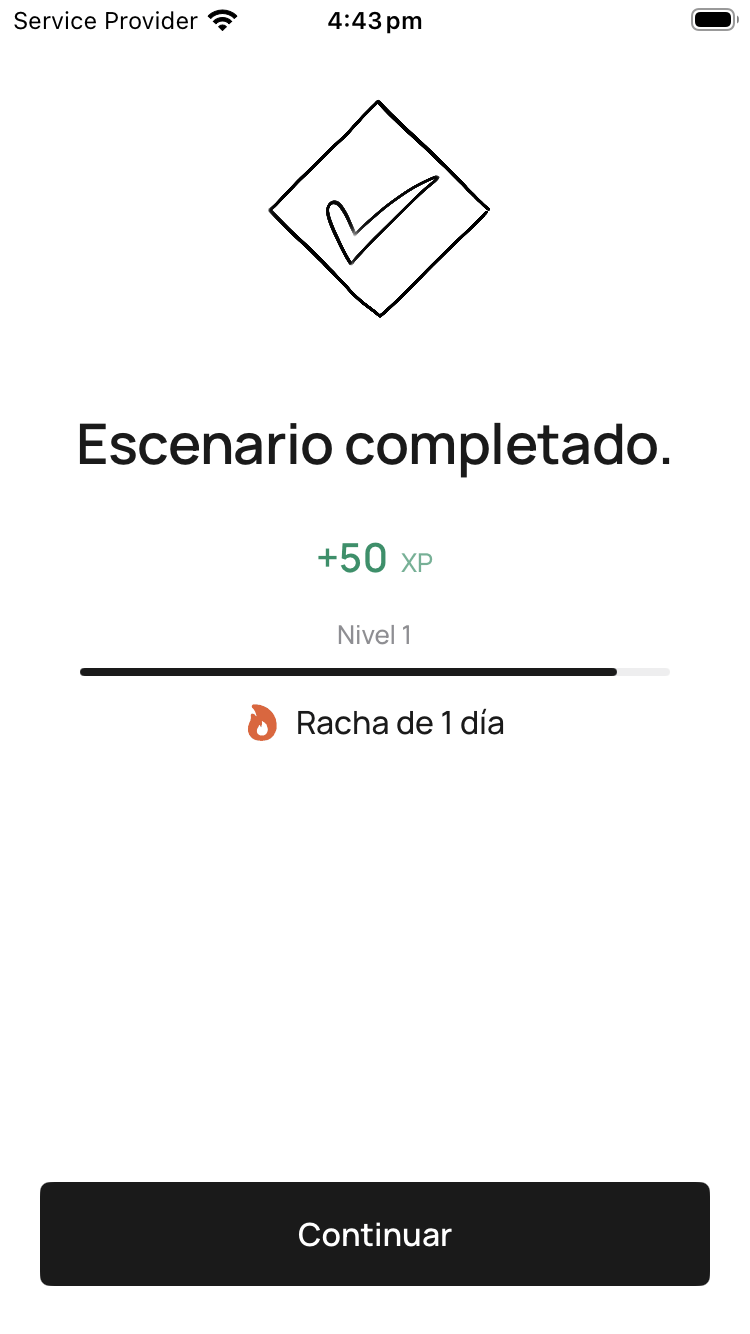 Service Provider 4:43 pm
Escenario completado.
+50 XP
Nivel 1
Racha de 1 día
Continuar